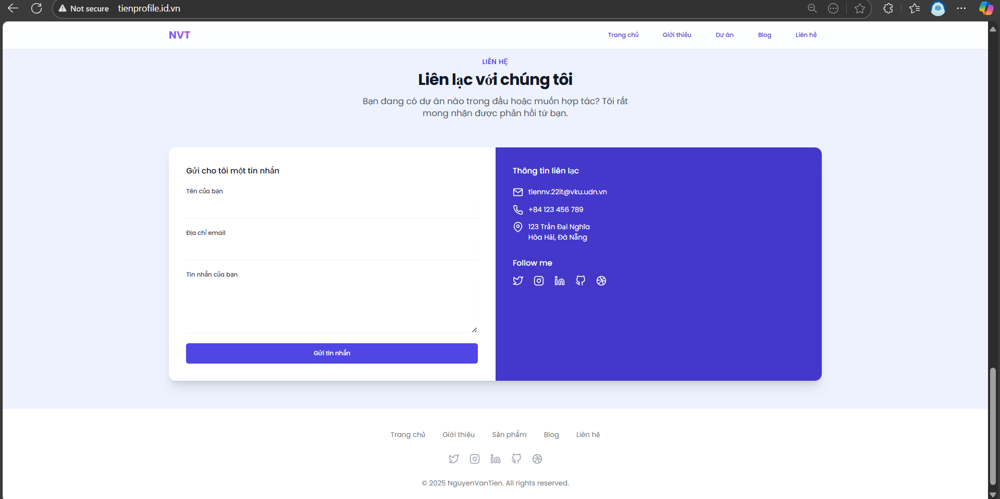 Not secure tienprofile.id.vn
NVT
Trang chủ Giới thiệu Dự án Blog Liên hệ
LIÊN HỆ
Liên lạc với chúng tôi
Bạn đang có dự án nào trong đầu hoặc muốn hợp tác? Tôi rất
mong nhận được phản hồi từ bạn.
Gửi cho tôi một tin nhắn
Tên của bạn
Địa chỉ email
Tin nhắn của bạn
Gửi tin nhắn
Thông tin liên lạc
tiennv.22it@vku.udn.vn
+84 123 456 789
123 Trần Đại Nghĩa
Hòa Hải, Đà Nẵng
Follow me
Trang chủ Giới thiệu Sản phẩm Blog Liên hệ
© 2025 NguyenVanTien. All rights reserved.